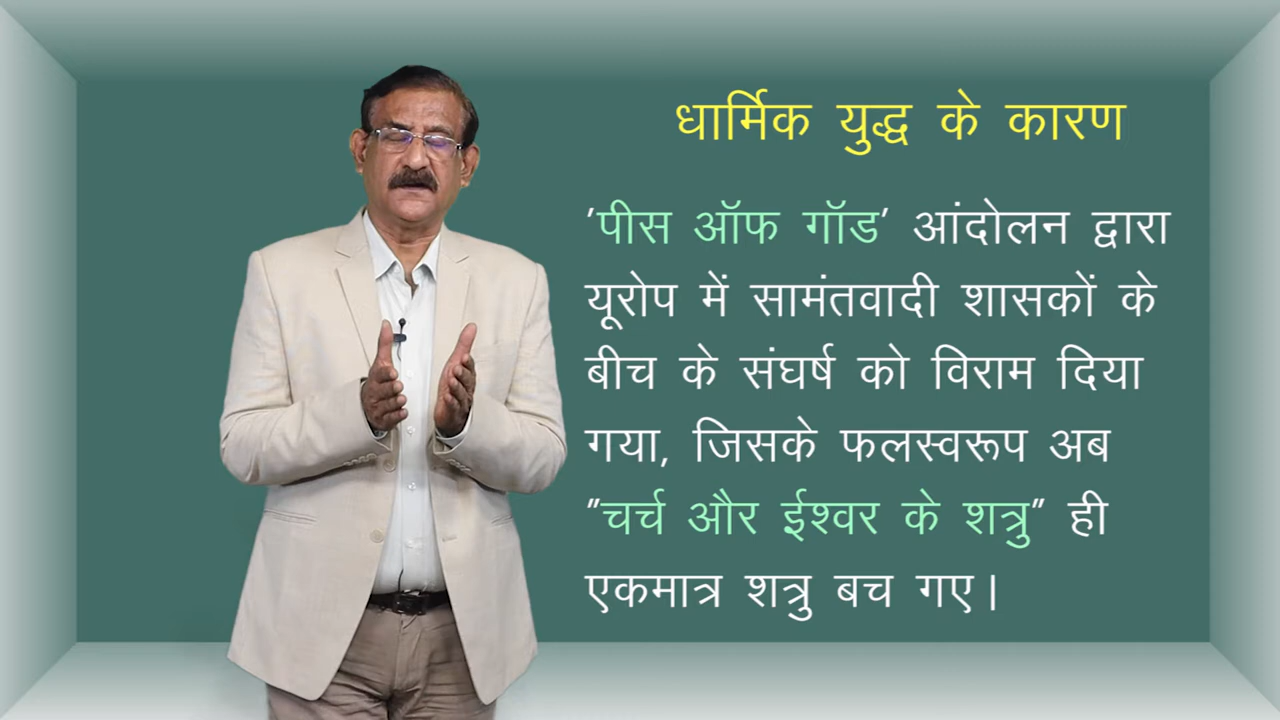 धार्मिक युद्ध के कारण
'पीस ऑफ गॉड' आंदोलन द्वारा
यूरोप में सामंतवादी शासकों के
बीच के संघर्ष को विराम दिया
गया, जिसके फलस्वरूप अब
"चर्च और ईश्वर के शत्रु" ही
एकमात्र शत्रु बच गए।